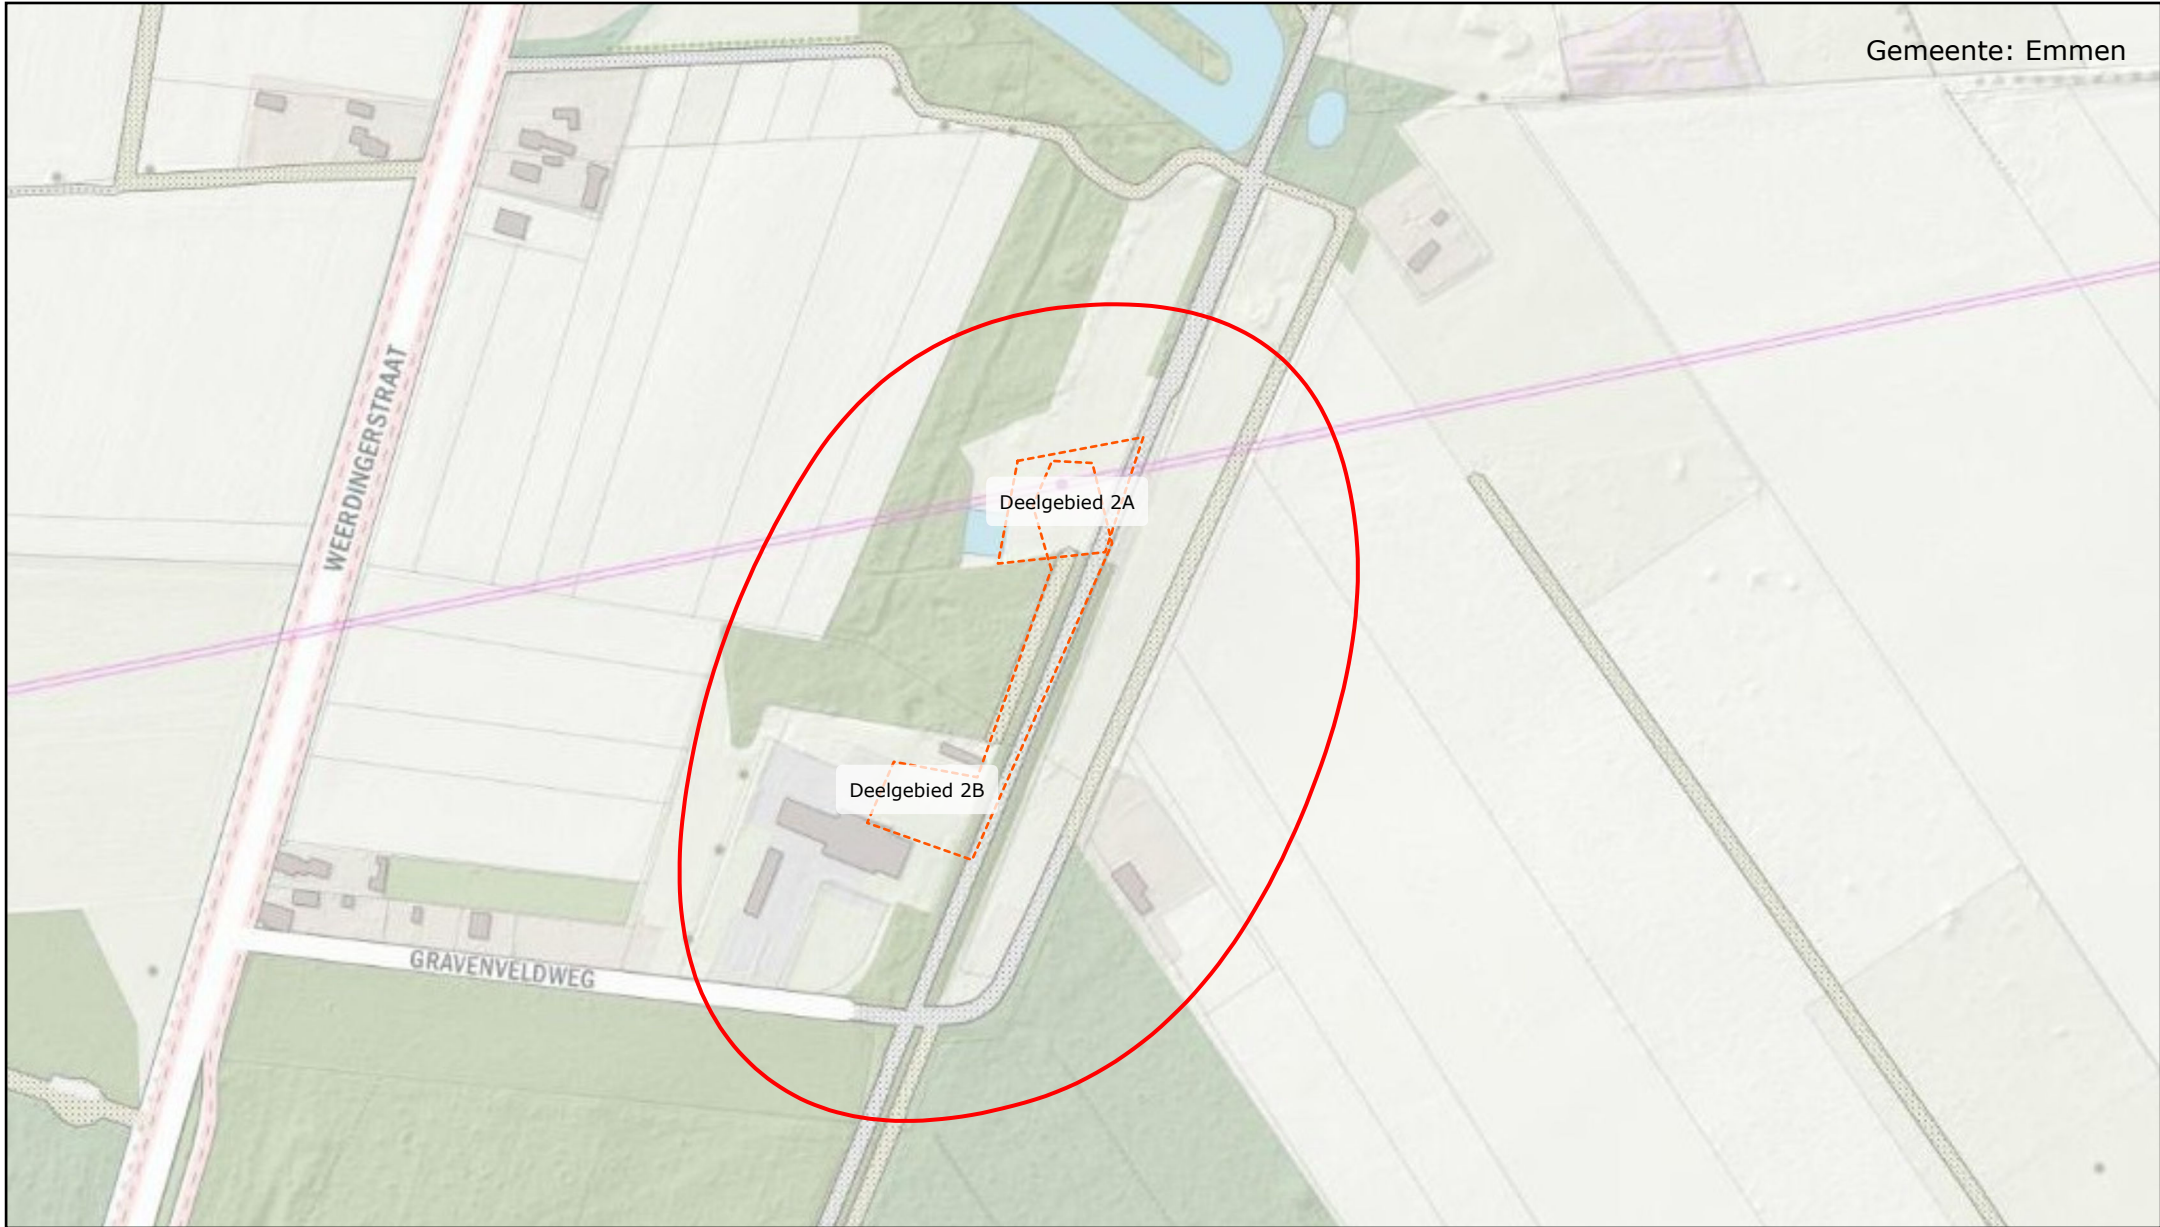 Gemeente: Emmen
WEERDINGERSTRAAT
Deelgebied 2A
Deelgebied 2B
GRAVENVELDWEG